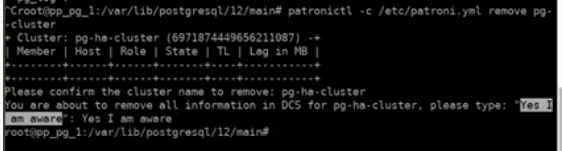 ^Croot@pp_pg_1:/var/lib/postgresql/12/main# patronictl -c /etc/patroni.yml remove pg-
-cluster
+ Cluster: pg-ha-cluster (6971874449656211087) -+
| Member | Host | Role | State | TL | Lag in MB |
+--------+------+------+-------+----+-----------+
+--------+------+------+-------+----+-----------+
Please confirm the cluster name to remove: pg-ha-cluster
You are about to remove all information in DCS for pg-ha-cluster, please type: "Yes I
 am aware": Yes I am aware
root@pp_pg_1:/var/lib/postgresql/12/main#